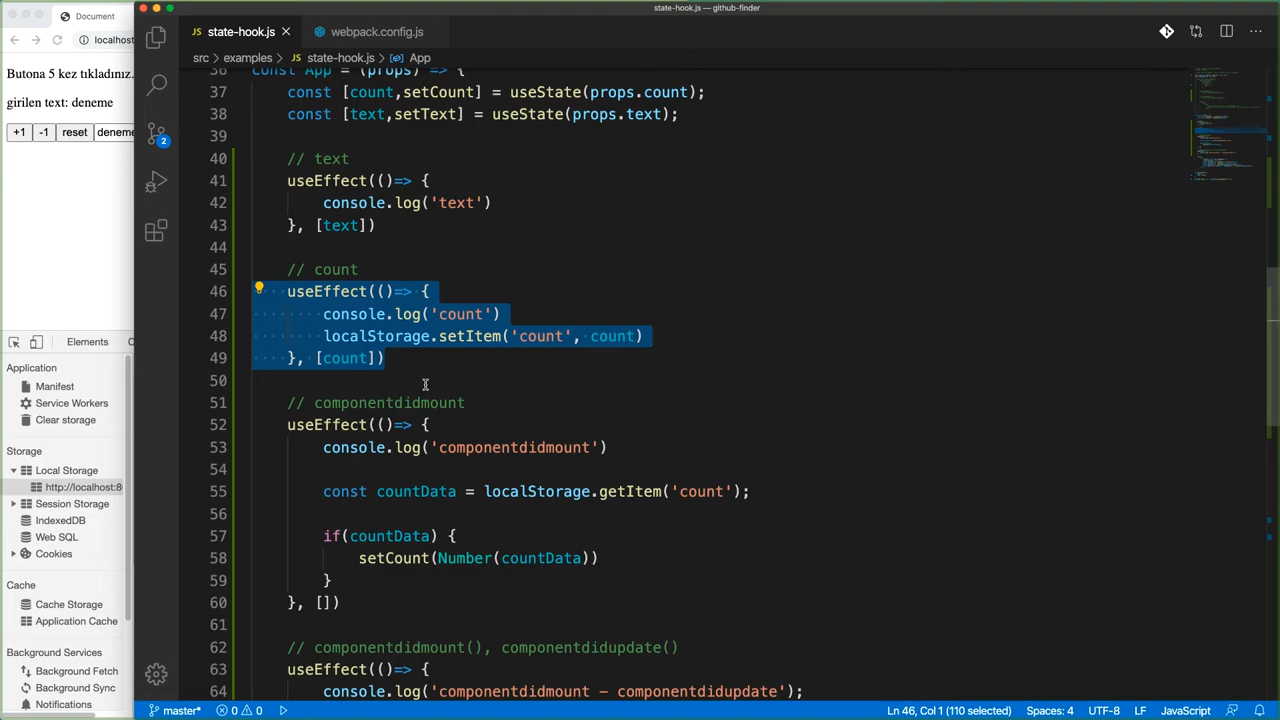 state-hook.js — github-finder
Document
JS state-hook.js
webpack.config.js
localhost
src > examples > JS state-hook.js > App
Butona 5 kez tıkladınız.
girilen text: deneme
+1 -1 reset deneme
36 const App = (props) => {
37 const [count,setCount] = useState(props.count);
38 const [text,setText] = useState(props.text);
39
40 // text
41 useEffect(()=> {
42 console.log('text')
43 }, [text])
44
45 // count
46 useEffect(()=> {
47 console.log('count')
48 localStorage.setItem('count', count)
49 }, [count])
50
51 // componentdidmount
52 useEffect(()=> {
53 console.log('componentdidmount')
54
55 const countData = localStorage.getItem('count');
56
57 if(countData) {
58 setCount(Number(countData))
59 }
60 }, [])
61
62 // componentdidmount(), componentdidupdate()
63 useEffect(()=> {
64 console.log('componentdidmount – componentdidupdate');
2
Elements
Application
Manifest
Service Workers
Clear storage
Storage
Local Storage
http://localhost:8
Session Storage
IndexedDB
Web SQL
Cookies
Cache
Cache Storage
Application Cache
Background Services
Background Fetch
Background Sync
Notifications
master* 0 0 Ln 46, Col 1 (110 selected) Spaces: 4 UTF-8 LF JavaScript